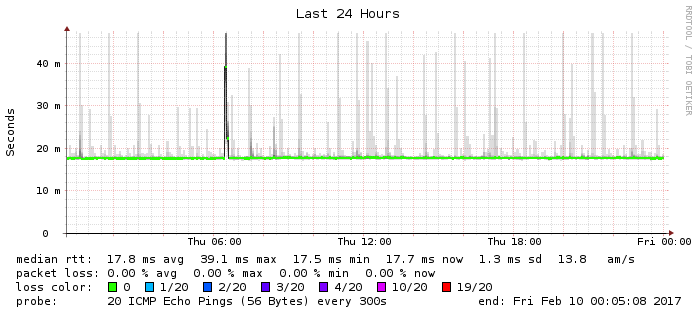 Last 24 Hours
RRDTOOL / TOBI OETIKER
Seconds
40 m
30 m
20 m
10 m
0
Thu 06:00 Thu 12:00 Thu 18:00 Fri 00:00
median rtt: 17.8 ms avg 39.1 ms max 17.5 ms min 17.7 ms now 1.3 ms sd 13.8 am/s
packet loss: 0.00 % avg 0.00 % max 0.00 % min 0.00 % now
loss color: 0 1/20 2/20 3/20 4/20 10/20 19/20
probe: 20 ICMP Echo Pings (56 Bytes) every 300s end: Fri Feb 10 00:05:08 2017